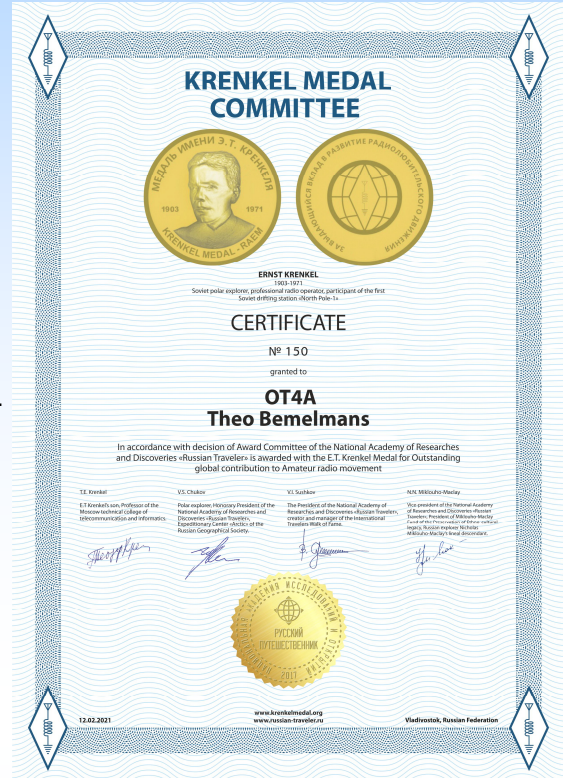 KRENKEL MEDAL
COMMITTEE
МЕДАЛЬ ИМЕНИ Э.Т. КРЕНКЕЛЯ
1903
1971
KRENKEL MEDAL - RAEM
ЗА ВЫДАЮЩИЙСЯ ВКЛАД В РАЗВИТИЕ РАДИОЛЮБИТЕЛЬСКОГО ДВИЖЕНИЯ
ERNST KRENKEL
1903-1971
Soviet polar explorer, professional radio operator, participant of the first
Soviet drifting station «North Pole-1»
CERTIFICATE
№ 150
granted to
OT4A
Theo Bemelmans
In accordance with decision of Award Committee of the National Academy of Researches
and Discoveries «Russian Traveler» is awarded with the E.T. Krenkel Medal for Outstanding
global contribution to Amateur radio movement
T.E. Krenkel
E.T Krenkel's son, Professor of the
Moscow technical college of
telecommunication and informatics.
V.S. Chukov
Polar explorer, Honorary President of the
National Academy of Researches and
Discoveries «Russian Traveler»,
Expeditionary Center «Arctic» of the
Russian Geographical Society.
V.I. Sushkov
The President of the National Academy of
Researches and Discoveries «Russian Traveler»,
creator and manager of the International
Travelers Walk of Fame.
N.N. Miklouho-Maclay
Vice-president of the National Academy
of Researches and Discoveries «Russian
Traveler», President of Miklouho-Maclay
legacy, Russian explorer Nicholas
Miklouho-Maclay's lineal descendant.
РУССКИЙ
ПУТЕШЕСТВЕННИК
2017
12.02.2021
www.krenkelmedal.org
www.russian-traveler.ru
Vladivostok, Russian Federation